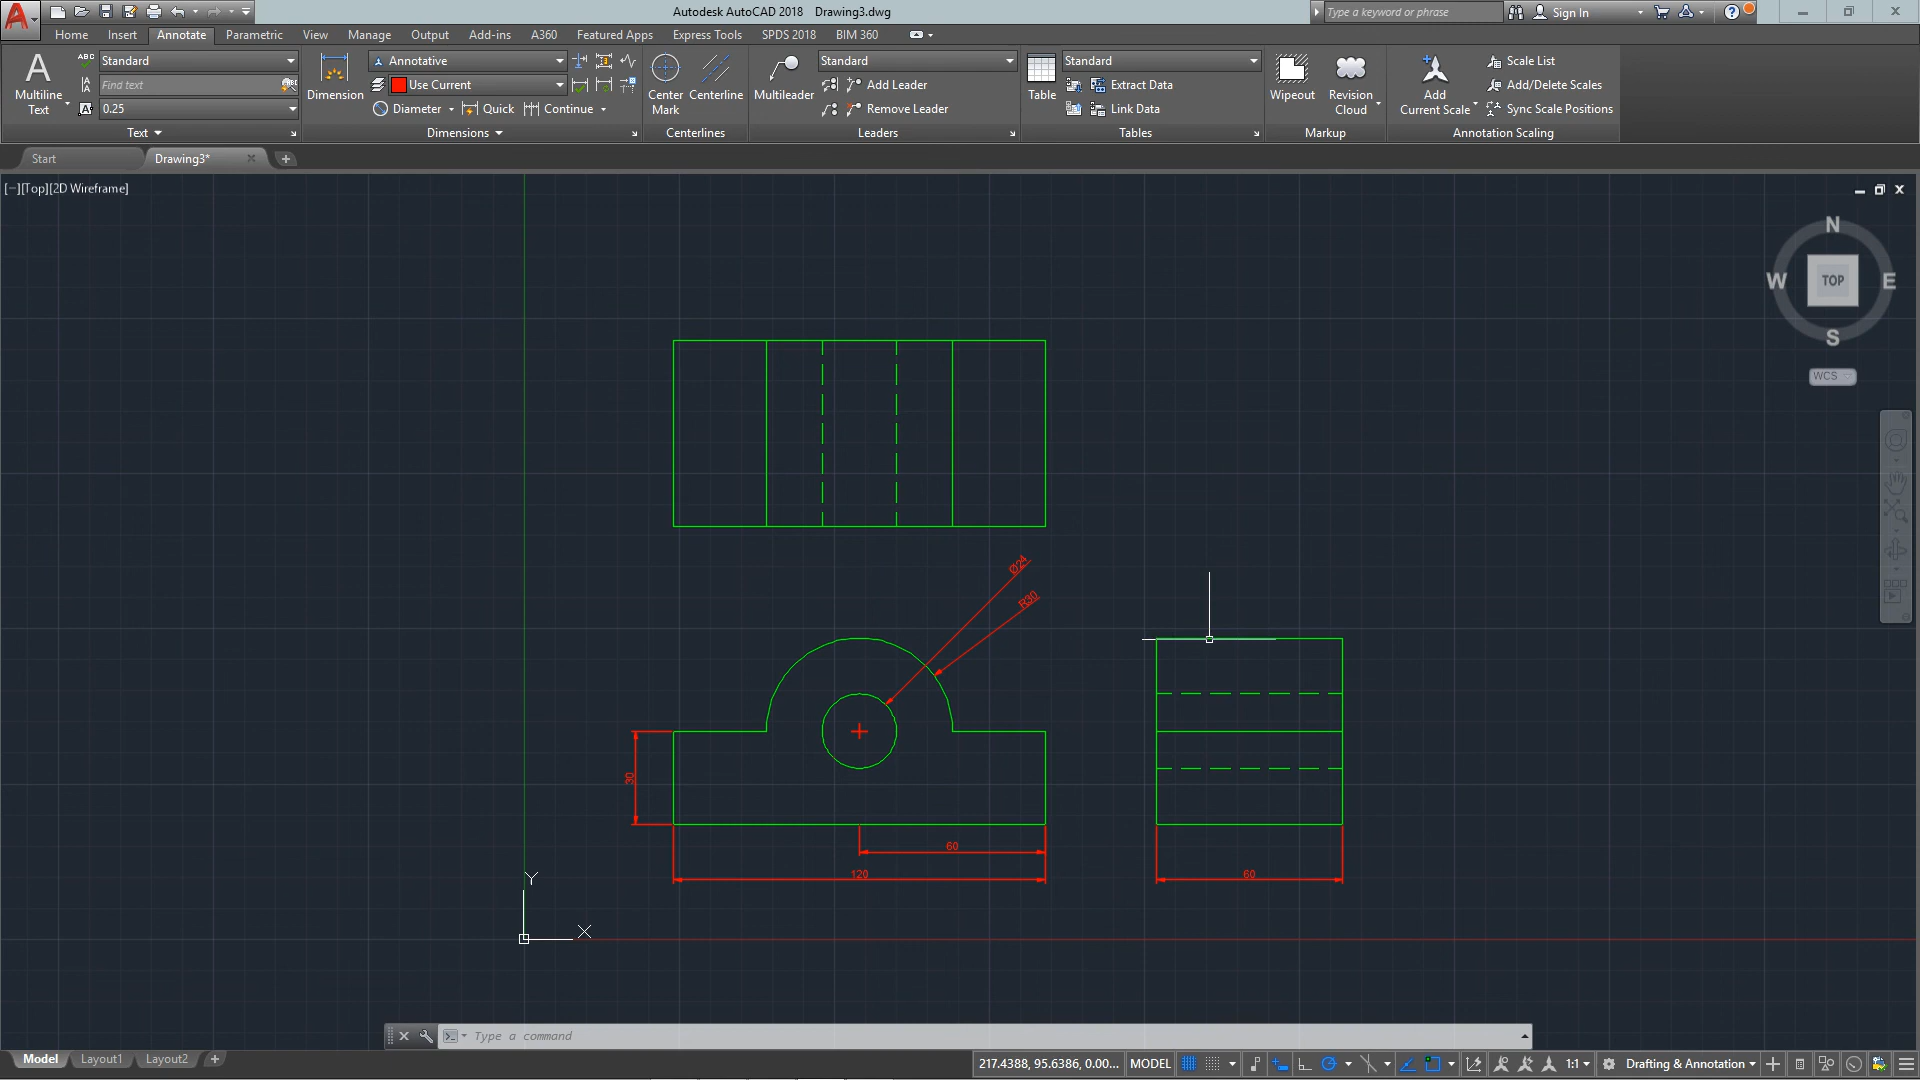 Autodesk AutoCAD 2018 Drawing3.dwg
Type a keyword or phrase
Sign In
Home Insert Annotate Parametric View Manage Output Add-ins A360 Featured Apps Express Tools SPDS 2018 BIM 360
A Multiline Text
ABC Standard
Find text
0.25
Text
Dimension
Annotative
Use Current
Diameter Quick Continue
Dimensions
Center Mark
Centerline
Centerlines
Multileader
Standard
Add Leader
Remove Leader
Leaders
Table
Standard
Extract Data
Link Data
Tables
Wipeout
Revision Cloud
Markup
Add Current Scale
Scale List
Add/Delete Scales
Sync Scale Positions
Annotation Scaling
Start Drawing3*
[−][Top][2D Wireframe]
N
W TOP E
S
WCS
Ø24
R30
30
60
120
60
Y
X
Type a command
Model Layout1 Layout2
217.4388, 95.6386, 0.00... MODEL 1:1 Drafting & Annotation